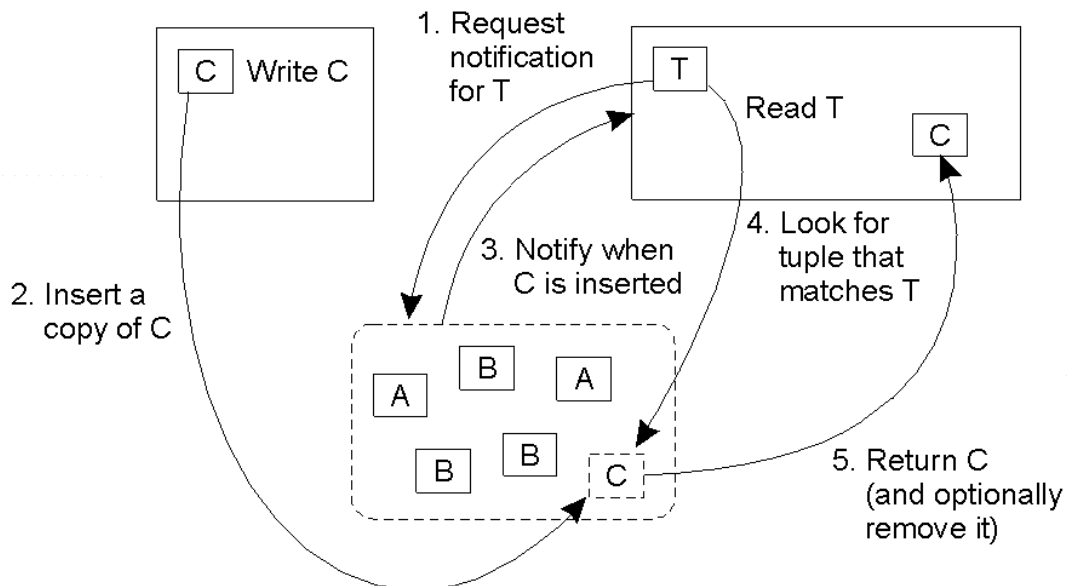 1. Request
notification
for T
C
Write C
T
Read T
C
2. Insert a
copy of C
3. Notify when
C is inserted
4. Look for
tuple that
matches T
A
B
A
B
B
C
5. Return C
(and optionally
remove it)